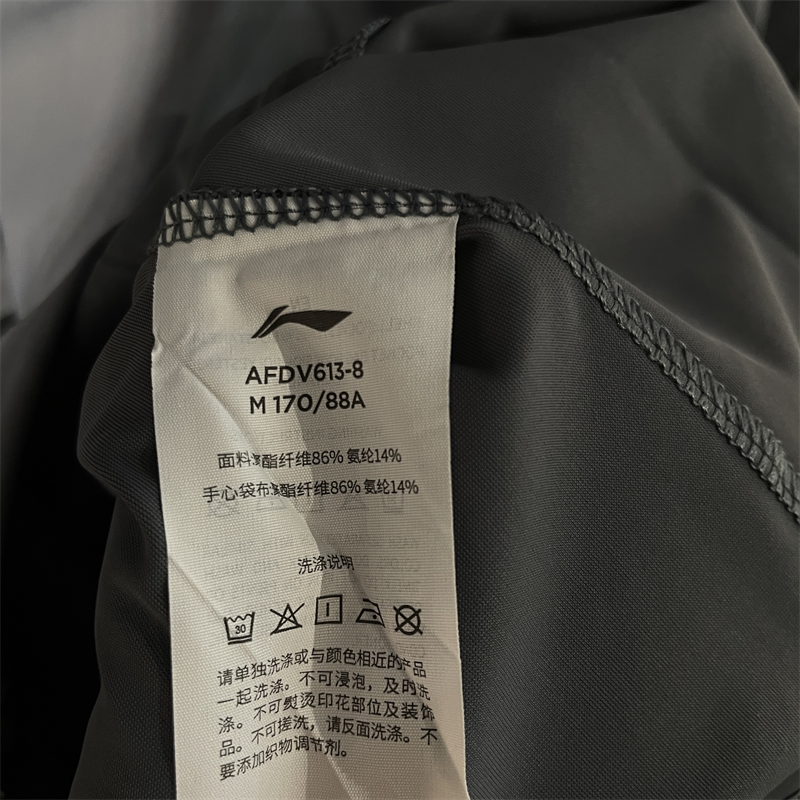 AFDV613-8
M 170/88A
面料:聚酯纤维86% 氨纶14%
手心袋布:聚酯纤维86% 氨纶14%
洗涤说明
30
请单独洗涤或与颜色相近的产品
一起洗涤。不可浸泡，及时洗
涤。不可熨烫印花部位及装饰
品。不可搓洗，请反面洗涤。不
要添加织物调节剂。